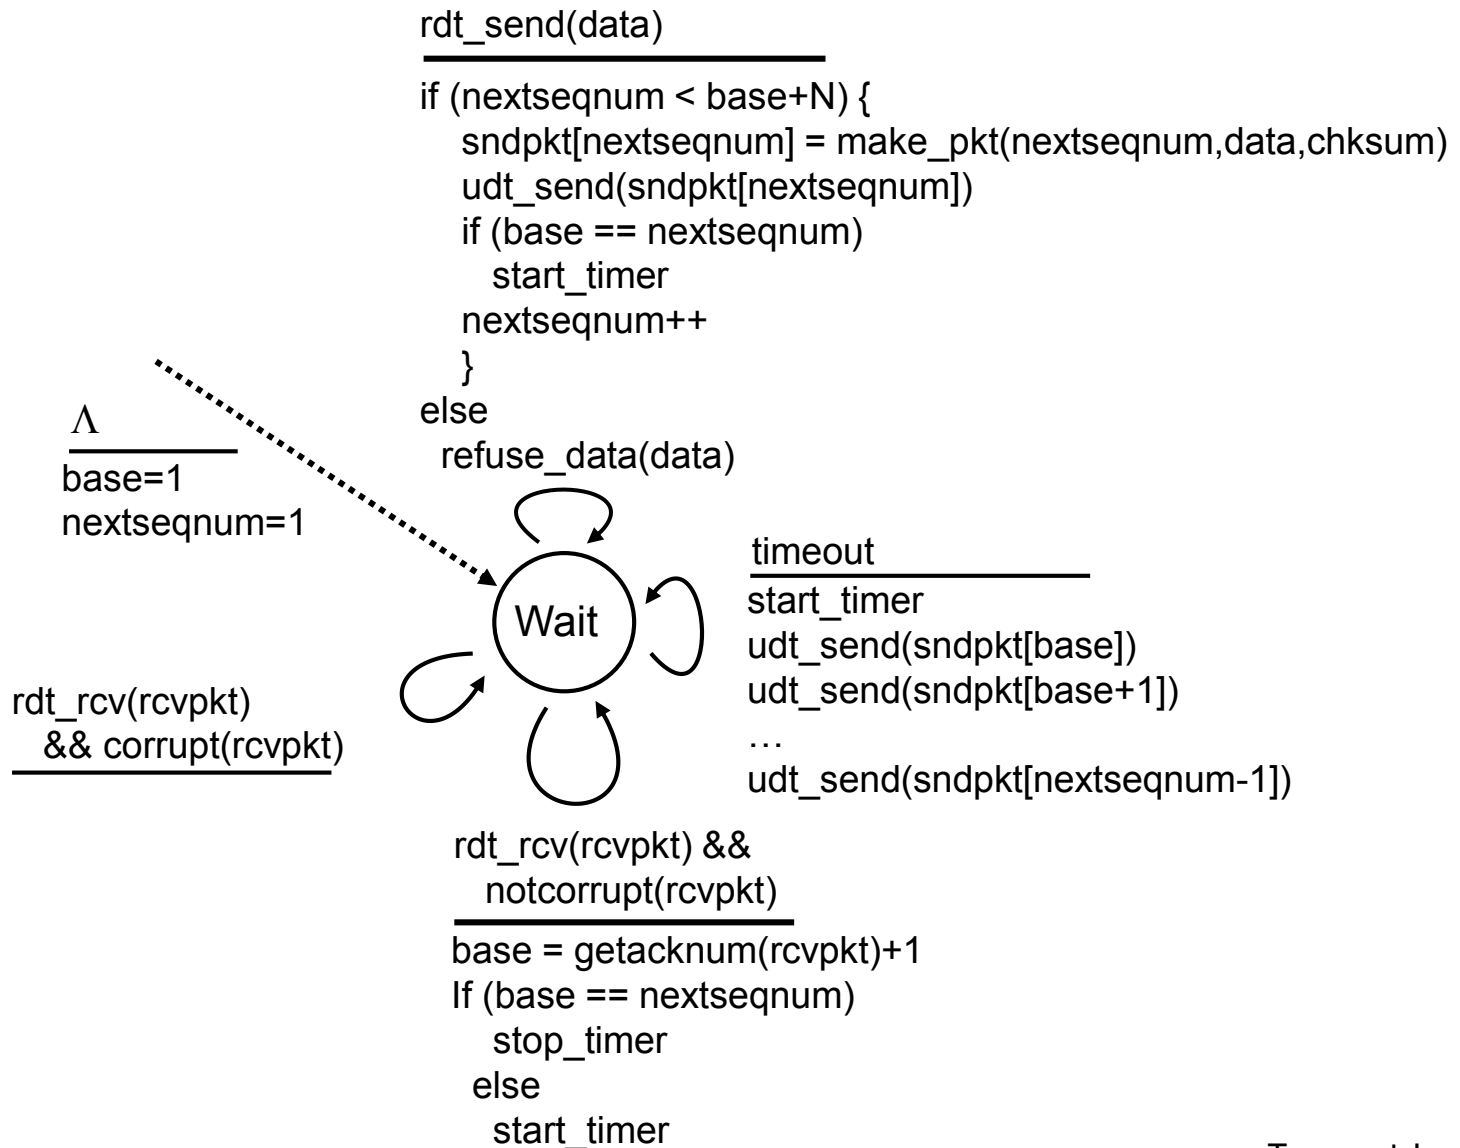 rdt_send(data)
if (nextseqnum < base+N) {
sndpkt[nextseqnum] = make_pkt(nextseqnum,data,chksum)
udt_send(sndpkt[nextseqnum])
if (base == nextseqnum)
start_timer
nextseqnum++
}
else
refuse_data(data)
Λ
base=1
nextseqnum=1
Wait
timeout
start_timer
udt_send(sndpkt[base])
udt_send(sndpkt[base+1])
…
udt_send(sndpkt[nextseqnum-1])
rdt_rcv(rcvpkt)
&& corrupt(rcvpkt)
rdt_rcv(rcvpkt) &&
notcorrupt(rcvpkt)
base = getacknum(rcvpkt)+1
If (base == nextseqnum)
stop_timer
else
start_timer